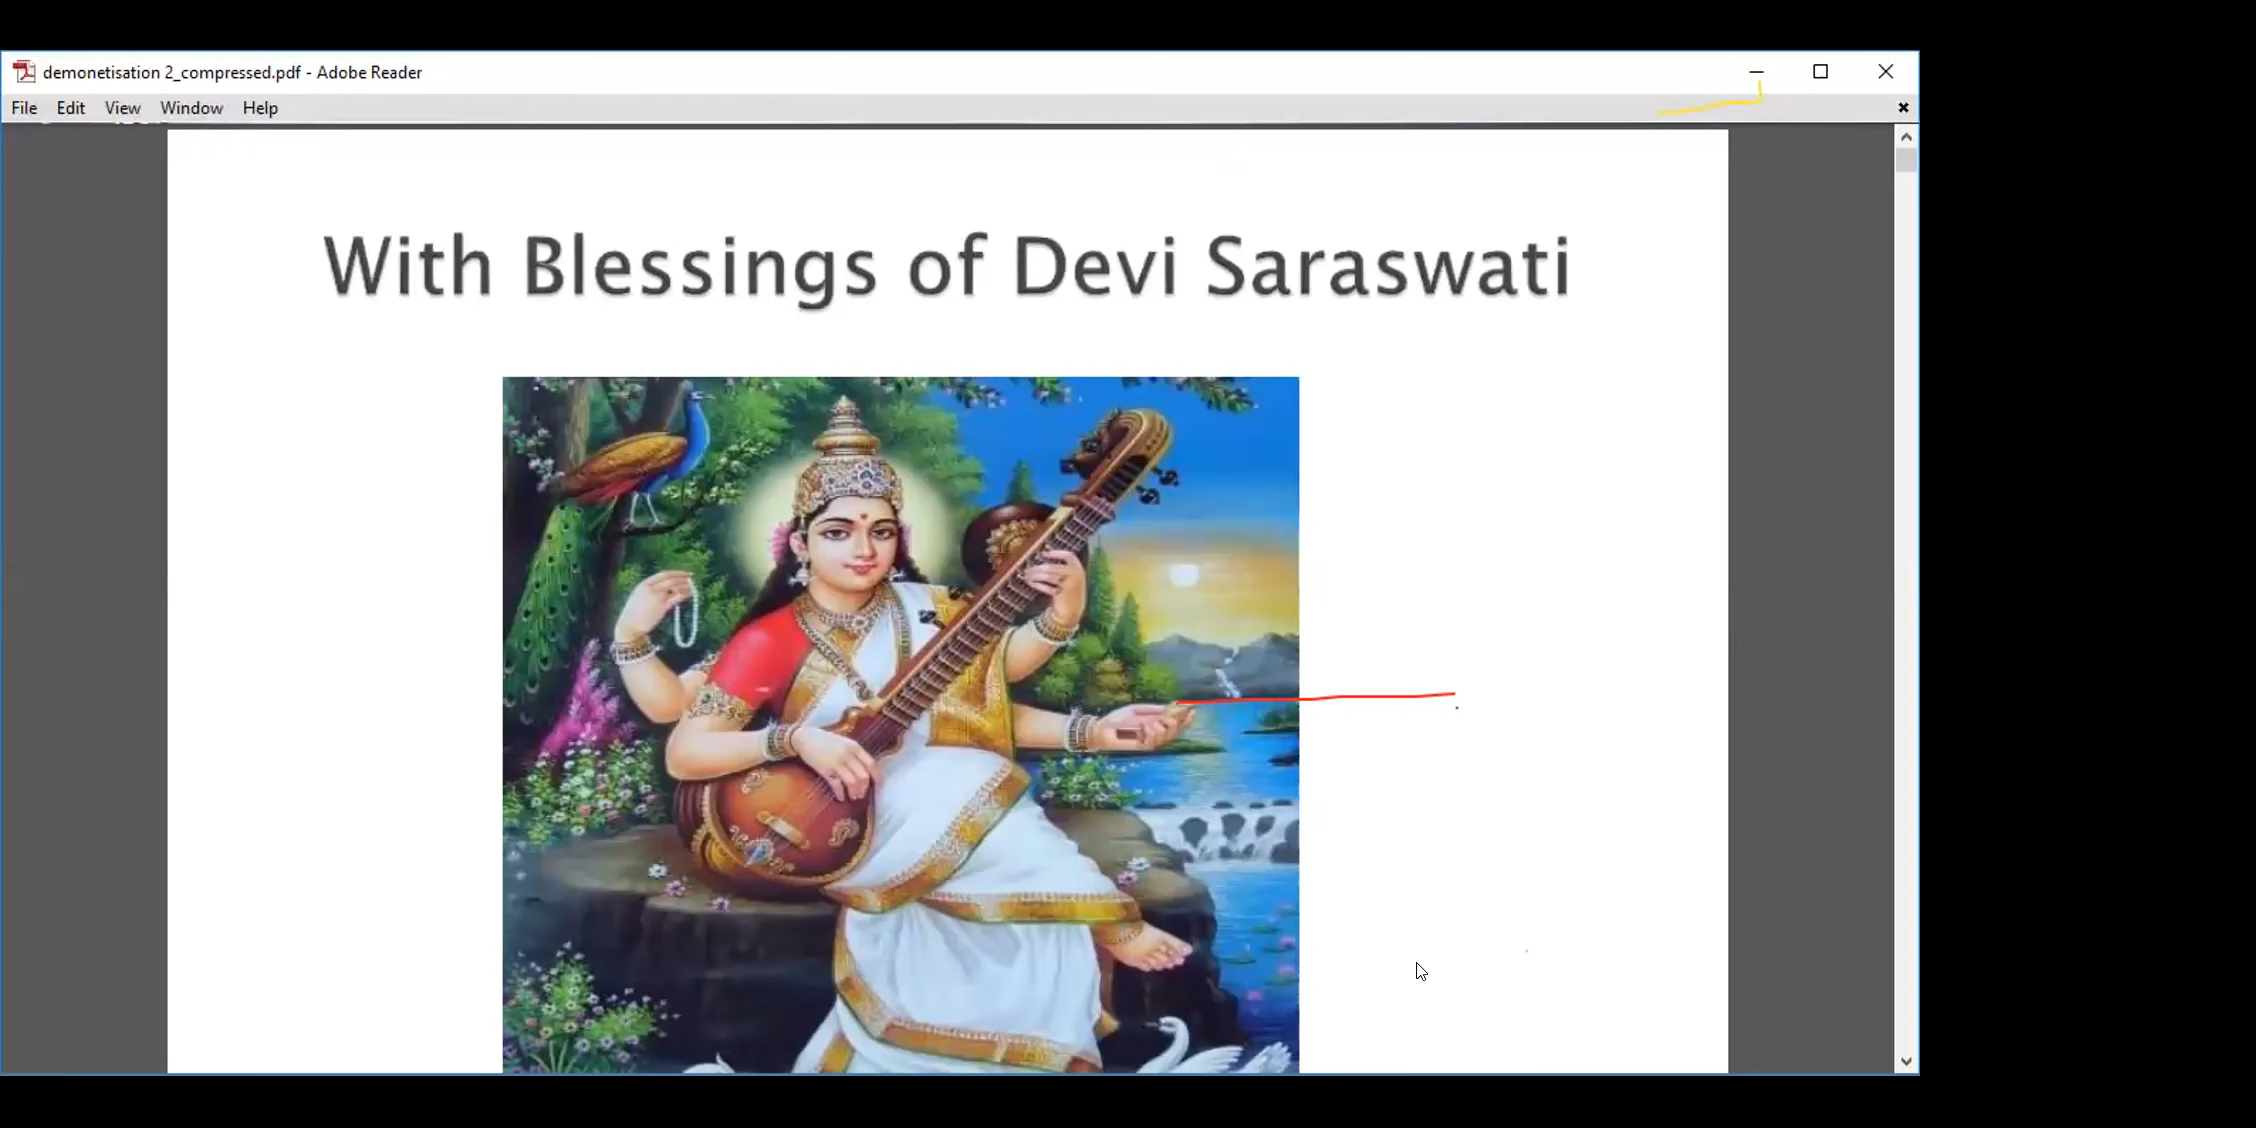 demonetisation 2_compressed.pdf - Adobe Reader
File Edit View Window Help
With Blessings of Devi Saraswati